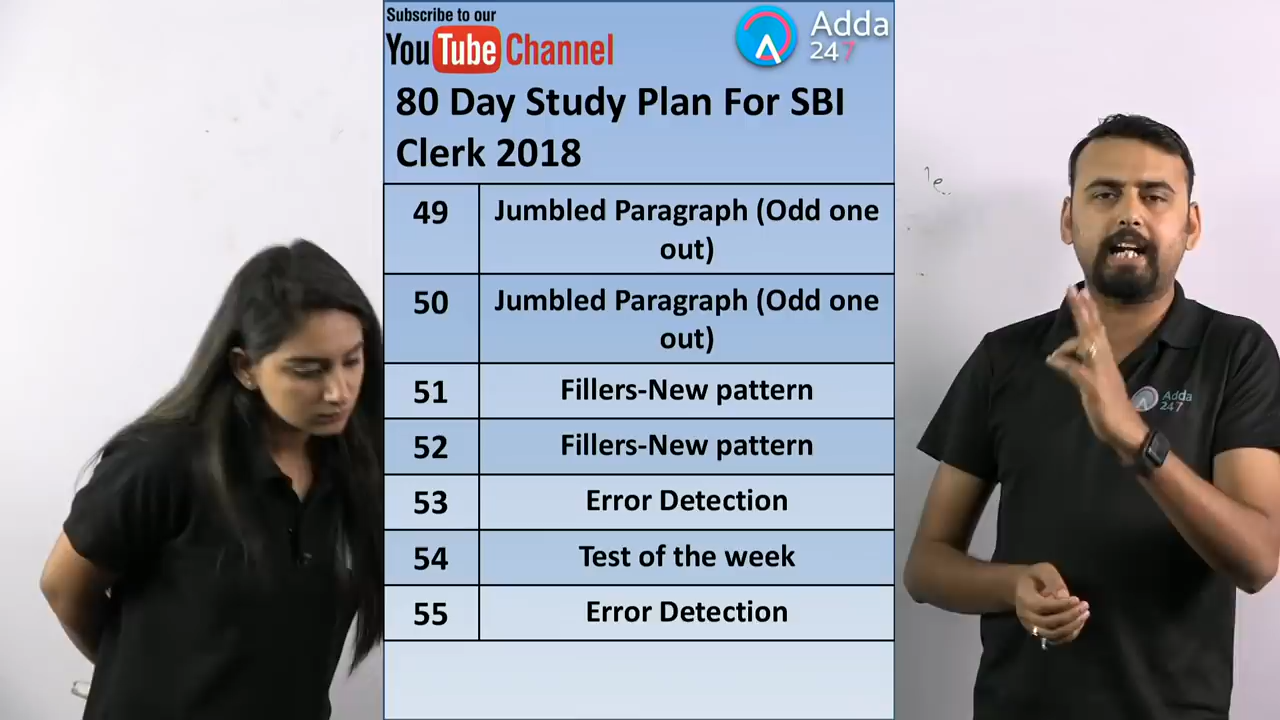 Subscribe to our
YouTube Channel
Adda
247
80 Day Study Plan For SBI
Clerk 2018
49 Jumbled Paragraph (Odd one
out)
50 Jumbled Paragraph (Odd one
out)
51 Fillers-New pattern
52 Fillers-New pattern
53 Error Detection
54 Test of the week
55 Error Detection
Adda
247